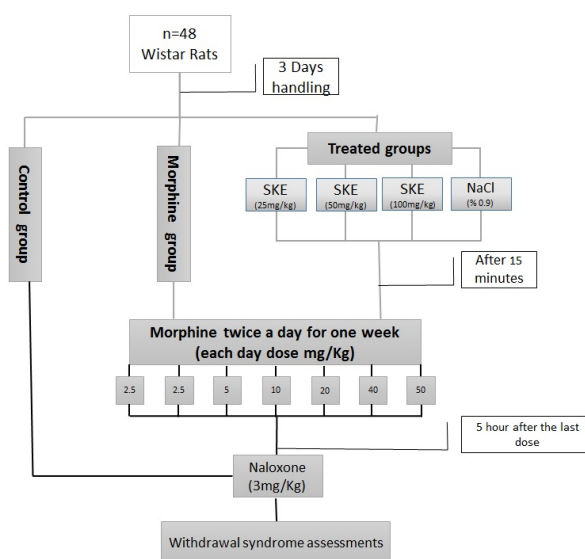 n=48
Wistar Rats
3 Days
handling
Control group
Morphine group
Treated groups
SKE
(25mg/kg)
SKE
(50mg/kg)
SKE
(100mg/kg)
NaCl
(% 0.9)
After 15
minutes
Morphine twice a day for one week
(each day dose mg/Kg)
2.5
2.5
5
10
20
40
50
5 hour after the last
dose
Naloxone
(3mg/Kg)
Withdrawal syndrome assessments